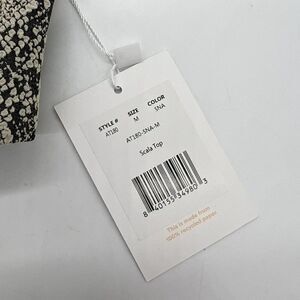 STYLE # SIZE COLOR
AT180 M SNA
AT180-SNA-M
Scala Top
8 40155 34980 3
This is made from
100% recycled paper.